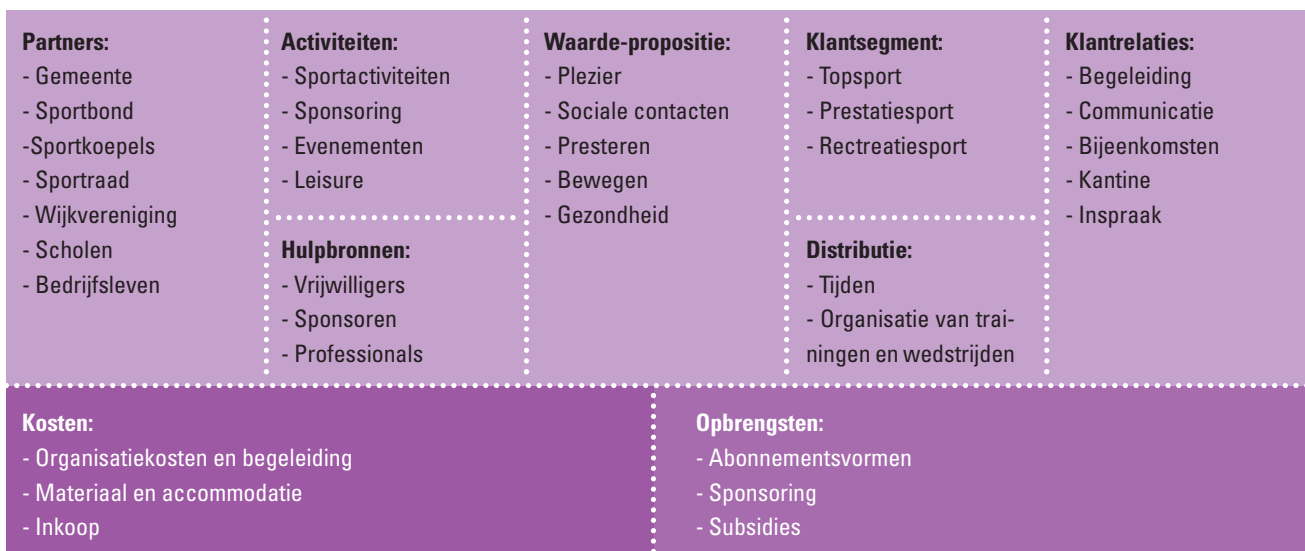 Partners:
- Gemeente
- Sportbond
-Sportkoepels
- Sportraad
- Wijkvereniging
- Scholen
- Bedrijfsleven
Activiteiten:
- Sportactiviteiten
- Sponsoring
- Evenementen
- Leisure
Hulpbronnen:
- Vrijwilligers
- Sponsoren
- Professionals
Waarde-propositie:
- Plezier
- Sociale contacten
- Presteren
- Bewegen
- Gezondheid
Klantsegment:
- Topsport
- Prestatiesport
- Rectreatiesport
Distributie:
- Tijden
- Organisatie van trai-
ningen en wedstrijden
Klantrelaties:
- Begeleiding
- Communicatie
- Bijeenkomsten
- Kantine
- Inspraak
Kosten:
- Organisatiekosten en begeleiding
- Materiaal en accommodatie
- Inkoop
Opbrengsten:
- Abonnementsvormen
- Sponsoring
- Subsidies